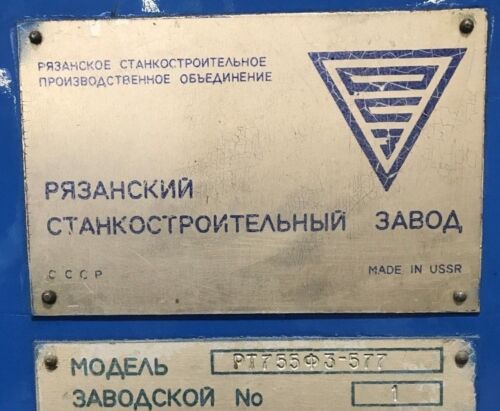 РЯЗАНСКОЕ СТАНКОСТРОИТЕЛЬНОЕ
ПРОИЗВОДСТВЕННОЕ ОБЪЕДИНЕНИЕ
РЯЗАНСКИЙ
СТАНКОСТРОИТЕЛЬНЫЙ ЗАВОД
СССР MADE IN USSR
МОДЕЛЬ РТ755Ф3-577
ЗАВОДСКОЙ No 1